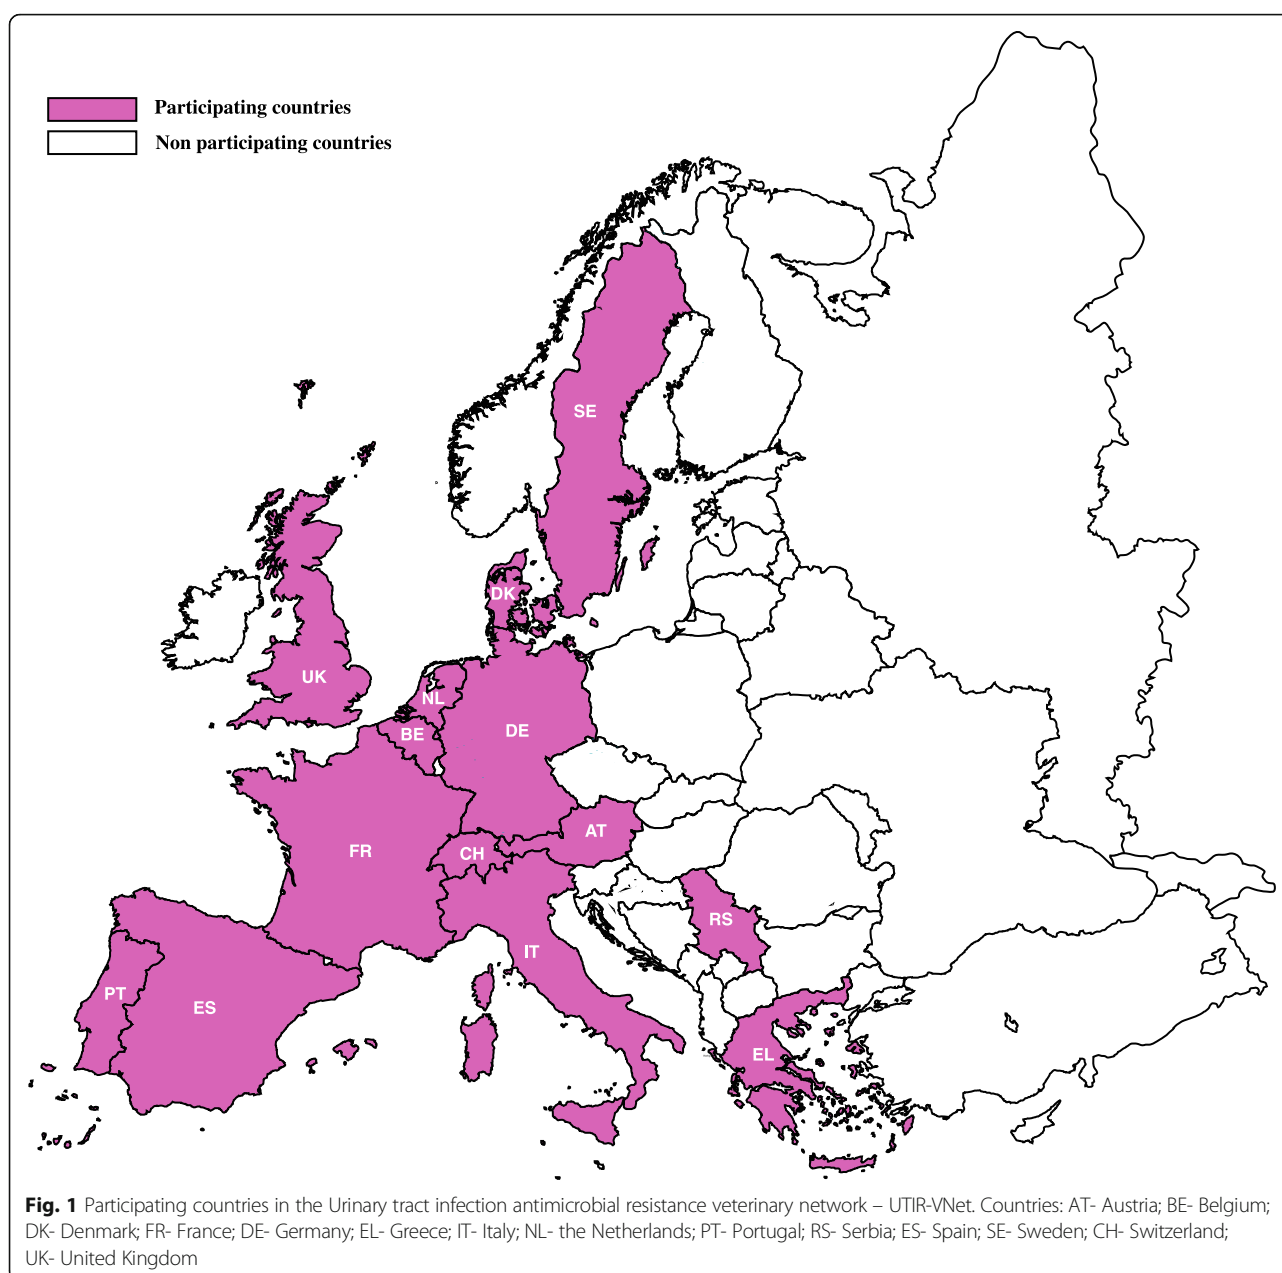 Participating countries
Non participating countries
SE
DK
UK
NL
BE
DE
AT
FR
CH
RS
IT
PT
ES
EL
Fig. 1 Participating countries in the Urinary tract infection antimicrobial resistance veterinary network – UTIR-VNet. Countries: AT- Austria; BE- Belgium;
DK- Denmark; FR- France; DE- Germany; EL- Greece; IT- Italy; NL- the Netherlands; PT- Portugal; RS- Serbia; ES- Spain; SE- Sweden; CH- Switzerland;
UK- United Kingdom